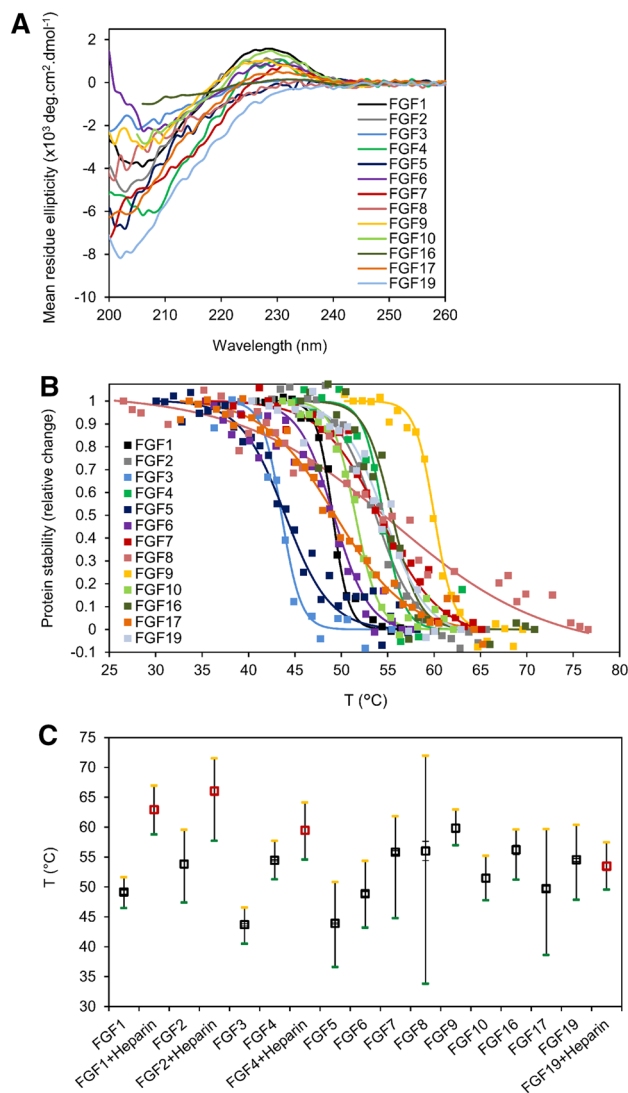 A
Mean residue ellipticity (x10³ deg.cm².dmol⁻¹)
2
0
-2
-4
-6
-8
-10
200
210
220
230
240
250
260
Wavelength (nm)
FGF1
FGF2
FGF3
FGF4
FGF5
FGF6
FGF7
FGF8
FGF9
FGF10
FGF16
FGF17
FGF19
B
Protein stability (relative change)
1
0.9
0.8
0.7
0.6
0.5
0.4
0.3
0.2
0.1
0
-0.1
25
30
35
40
45
50
55
60
65
70
75
80
T (°C)
FGF1
FGF2
FGF3
FGF4
FGF5
FGF6
FGF7
FGF8
FGF9
FGF10
FGF16
FGF17
FGF19
C
T (°C)
75
70
65
60
55
50
45
40
35
30
FGF1
FGF1+Heparin
FGF2
FGF2+Heparin
FGF3
FGF4
FGF4+Heparin
FGF5
FGF6
FGF7
FGF8
FGF9
FGF10
FGF16
FGF17
FGF19
FGF19+Heparin